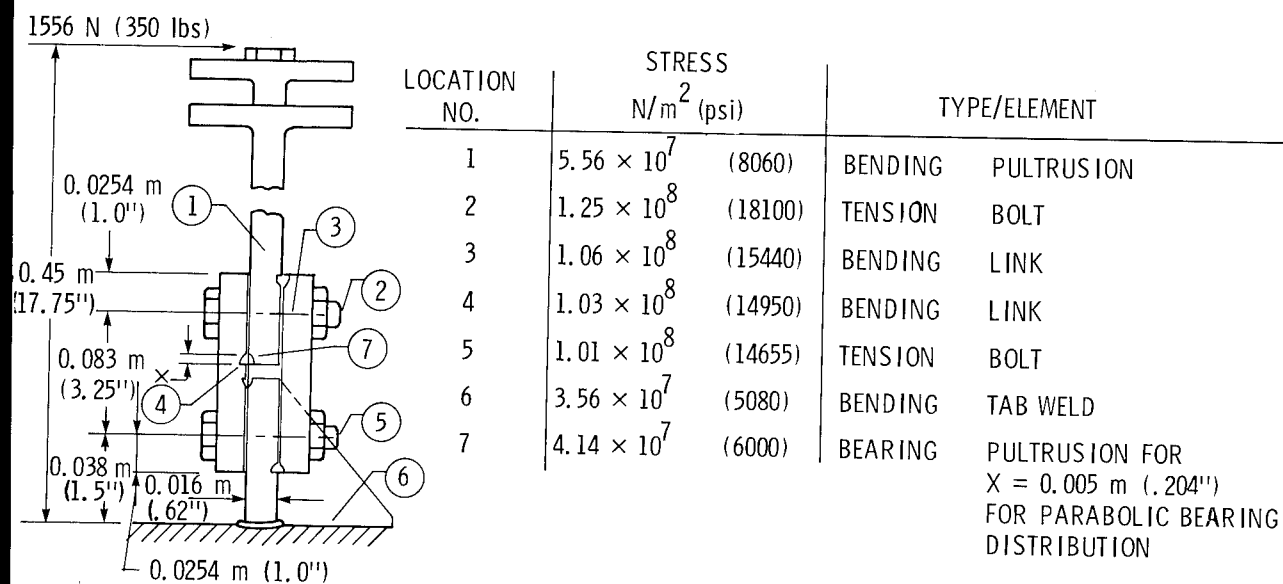 1556 N (350 lbs)
0.0254 m
(1.0")
1
3
0.45 m
(17.75")
2
0.083 m
(3.25")
X
7
4
5
0.038 m
(1.5")
0.016 m
(.62")
6
0.0254 m (1.0")
LOCATION NO. STRESS N/m² (psi) TYPE/ELEMENT
1 5.56 × 10⁷ (8060) BENDING PULTRUSION
2 1.25 × 10⁸ (18100) TENSION BOLT
3 1.06 × 10⁸ (15440) BENDING LINK
4 1.03 × 10⁸ (14950) BENDING LINK
5 1.01 × 10⁸ (14655) TENSION BOLT
6 3.56 × 10⁷ (5080) BENDING TAB WELD
7 4.14 × 10⁷ (6000) BEARING PULTRUSION FOR
X = 0.005 m (.204")
FOR PARABOLIC BEARING
DISTRIBUTION